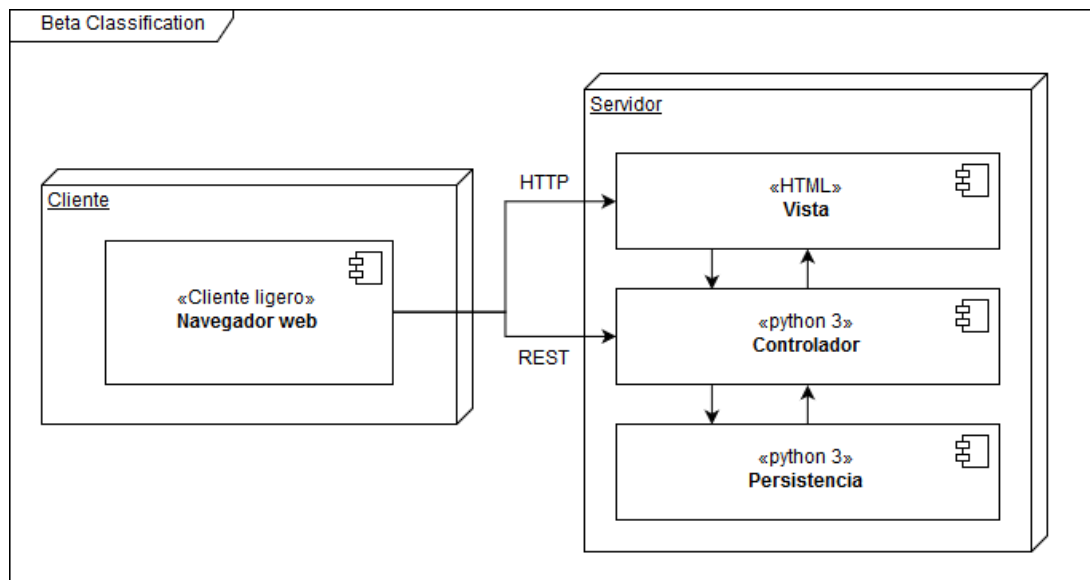 Beta Classification
Servidor
Cliente
HTTP
«HTML»
Vista
«Cliente ligero»
Navegador web
«python 3»
Controlador
REST
«python 3»
Persistencia